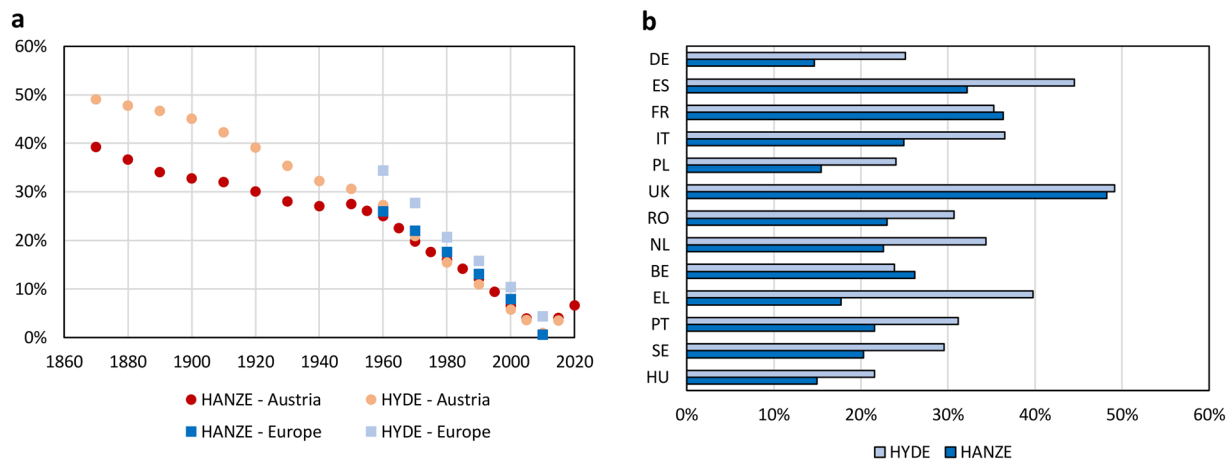 a
60%
50%
40%
30%
20%
10%
0%
1860 1880 1900 1920 1940 1960 1980 2000 2020
HANZE - Austria HYDE - Austria
HANZE - Europe HYDE - Europe
b
DE
ES
FR
IT
PL
UK
RO
NL
BE
EL
PT
SE
HU
0% 10% 20% 30% 40% 50% 60%
HYDE HANZE